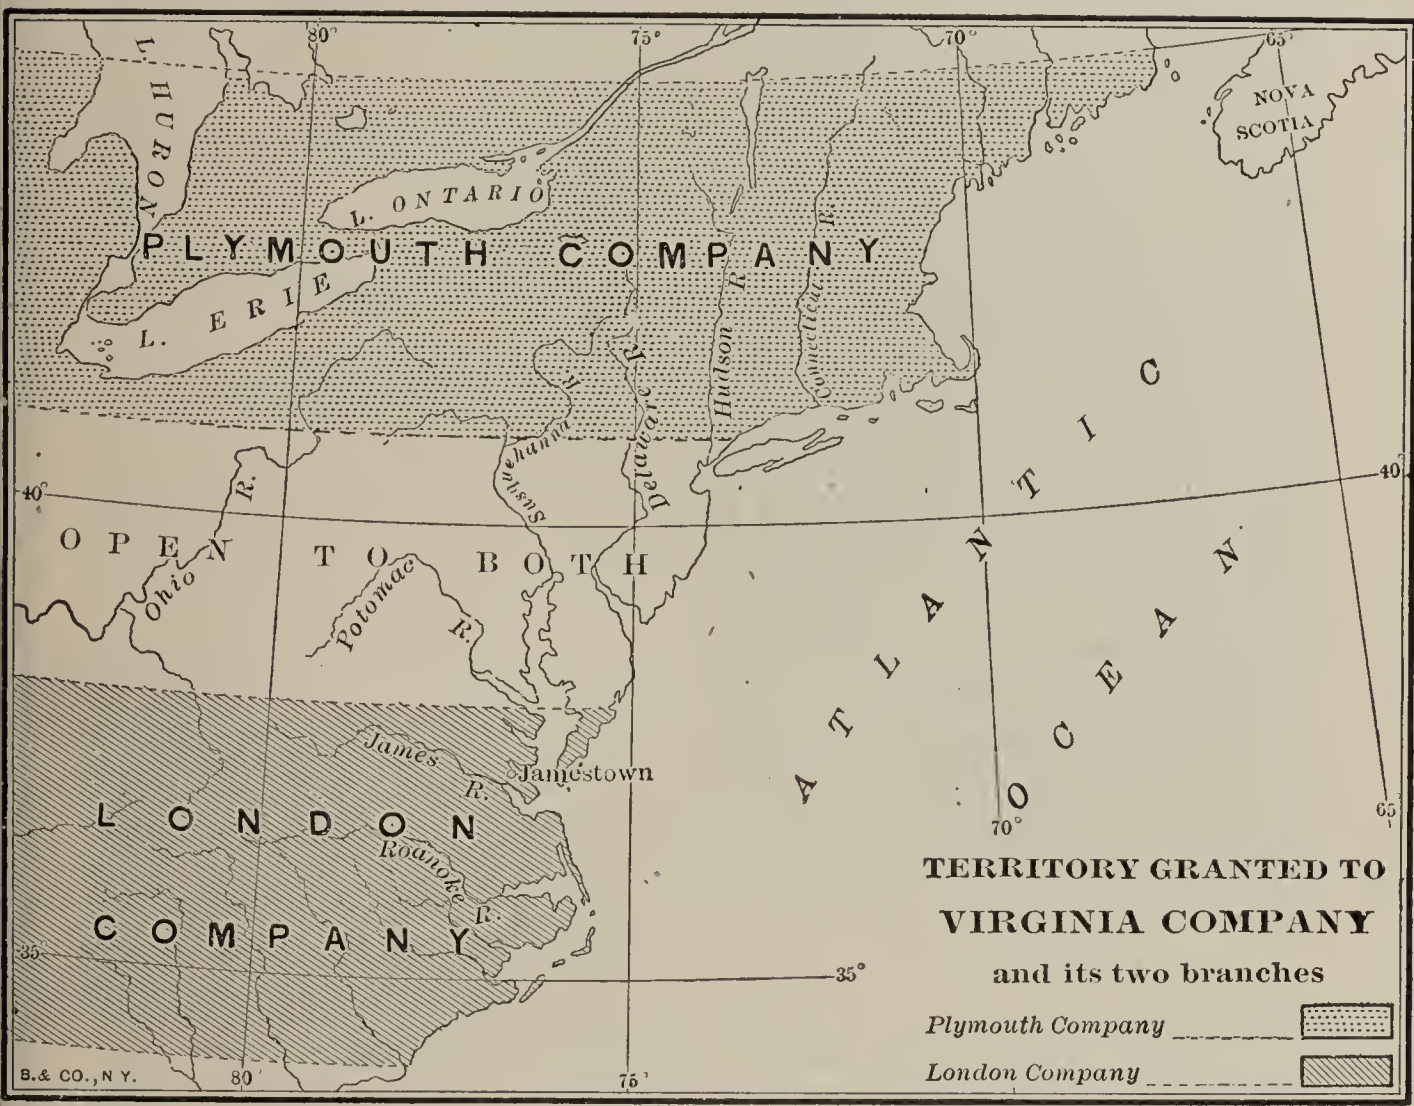 80°
75°
70°
65°
L. HURON
NOVA
SCOTIA
L. ONTARIO
PLYMOUTH COMPANY
L. ERIE
Hudson R
Connecticut R.
Delaware R.
Susquehanna R
ATLANTIC
OCEAN
40°
40°
OPEN TO BOTH
Ohio R.
Potomac R.
James R.
Jamestown
LONDON
COMPANY
Roanoke R.
35°
35°
70°
65
TERRITORY GRANTED TO
VIRGINIA COMPANY
and its two branches
Plymouth Company
London Company
B. & CO., N Y.
80°
75°